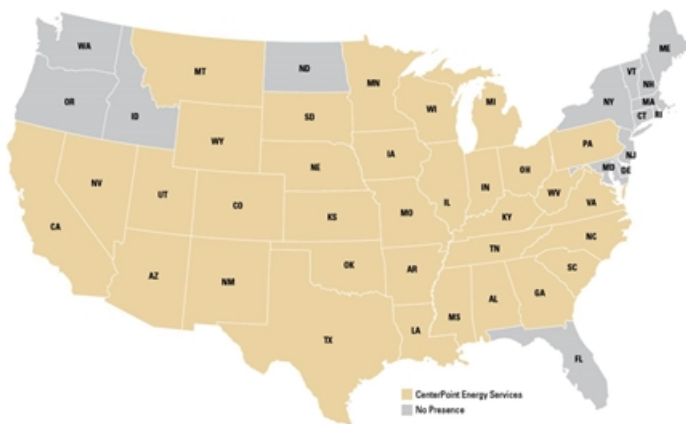 WA
MT
ND
MN
ME
VT
NH
OR
ID
WY
SD
WI
MI
NY
MA
CT
RI
NV
UT
CO
NE
IA
IL
IN
OH
PA
NJ
MD
DE
CA
KS
MO
KY
WV
VA
AZ
NM
OK
AR
TN
NC
SC
TX
LA
MS
AL
GA
FL
CenterPoint Energy Services
No Presence